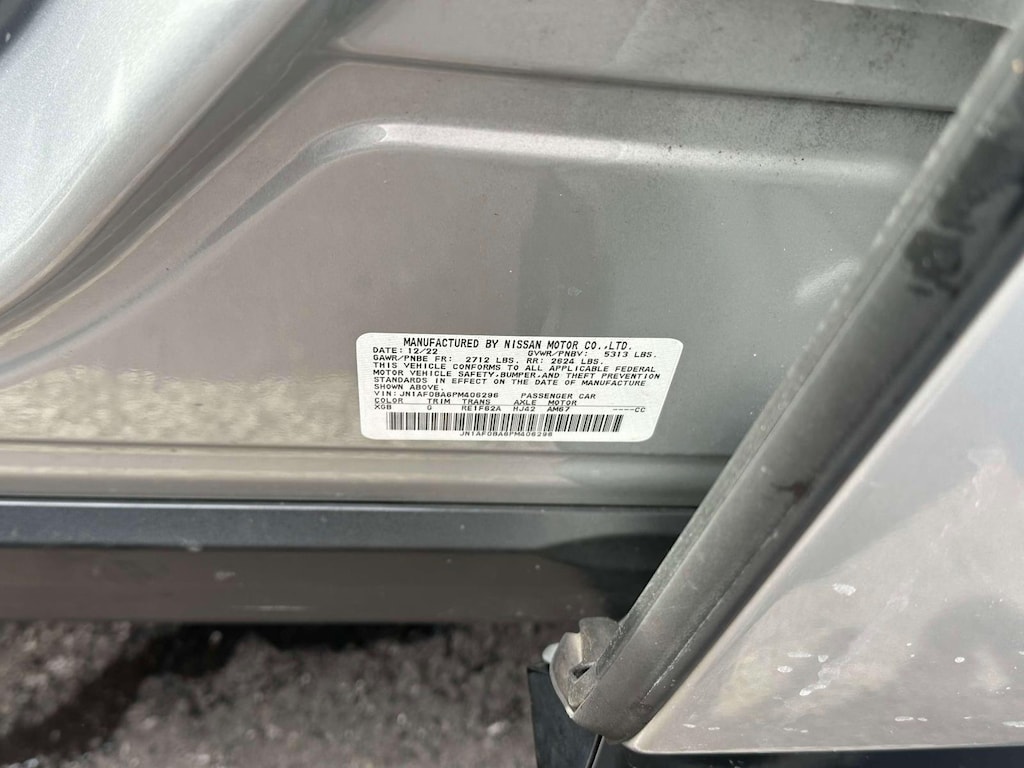 MANUFACTURED BY NISSAN MOTOR CO.,LTD.
DATE: 12/22 GVWR/PNBV: 5313 LBS.
GAWR/PNBE FR: 2712 LBS. RR: 2624 LBS.
THIS VEHICLE CONFORMS TO ALL APPLICABLE FEDERAL
MOTOR VEHICLE SAFETY,BUMPER,AND THEFT PREVENTION
STANDARDS IN EFFECT ON THE DATE OF MANUFACTURE
SHOWN ABOVE.
VIN: JN1AF0BA6PM406296 PASSENGER CAR
COLOR TRIM TRANS AXLE MOTOR
XGB G RE1F62A HJ42 AM67 ----CC
JN1AF0BA6PM406296